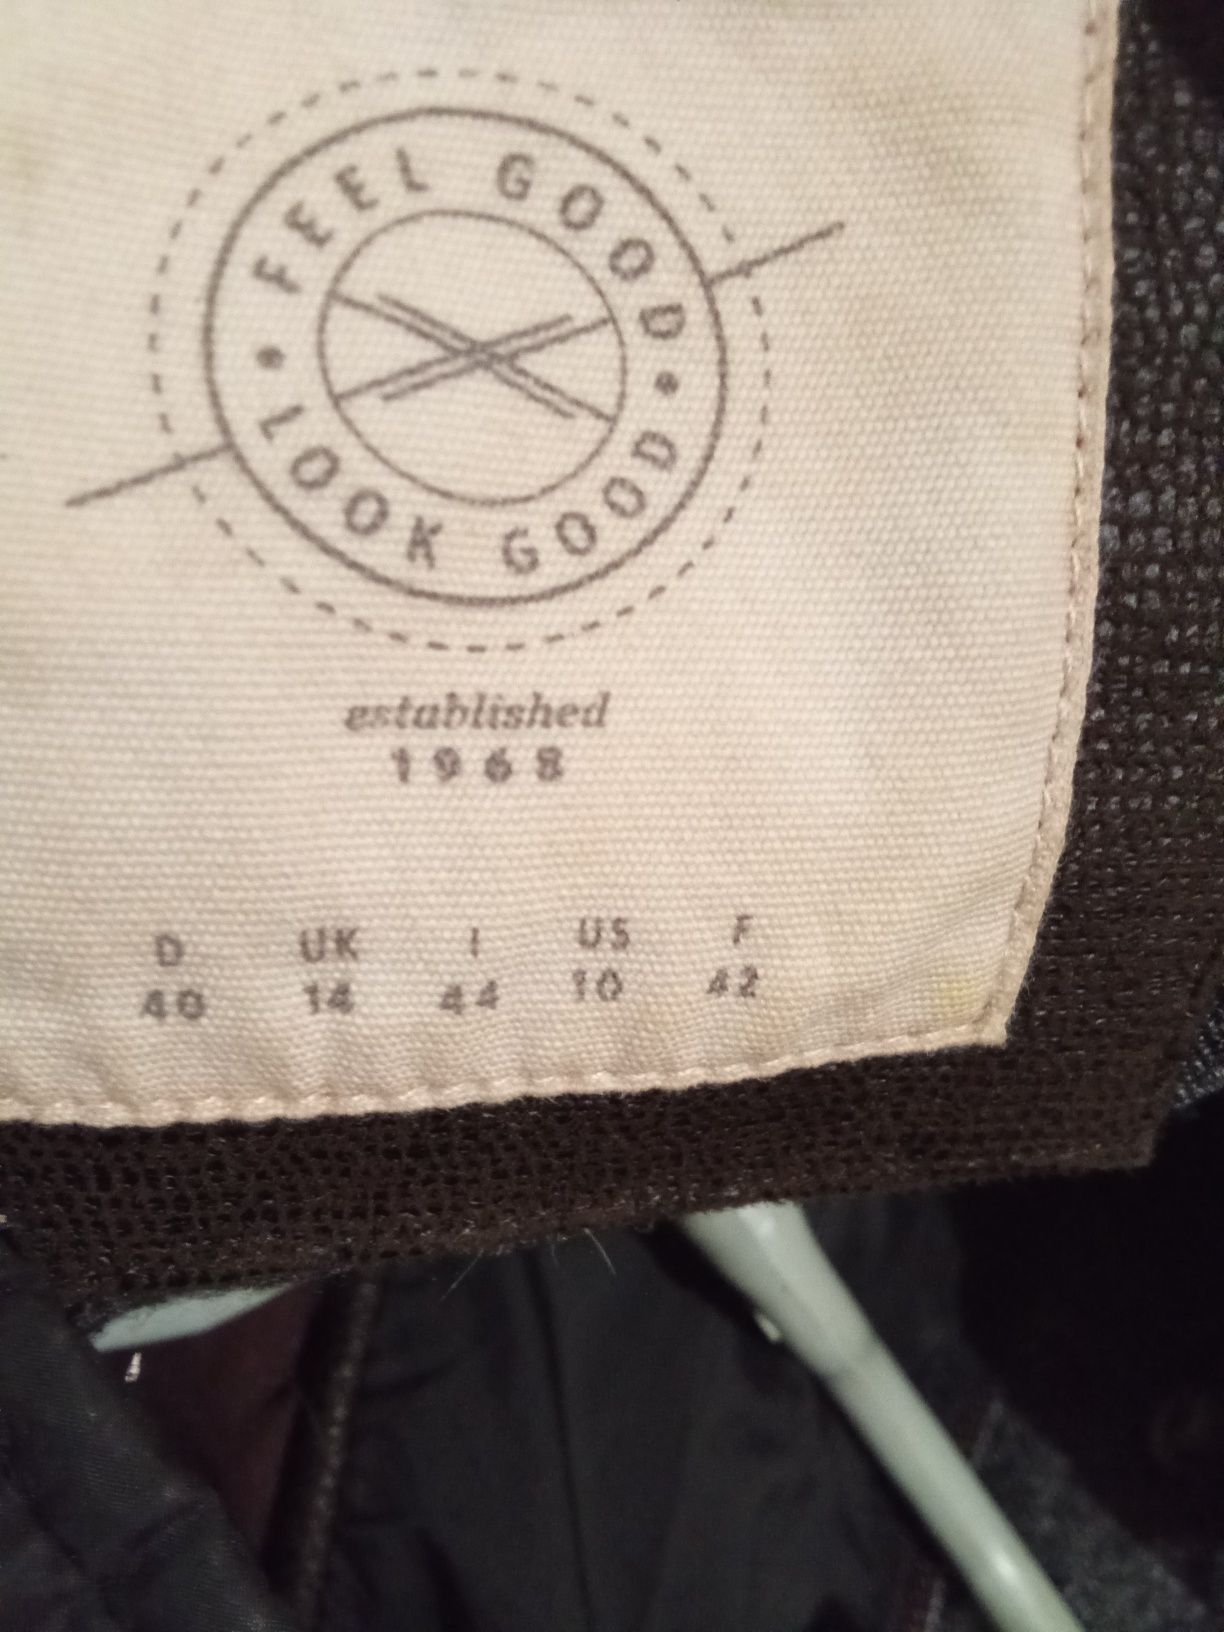 • FEEL GOOD •
LOOK GOOD
established
1968
D UK I US F
40 14 44 10 42